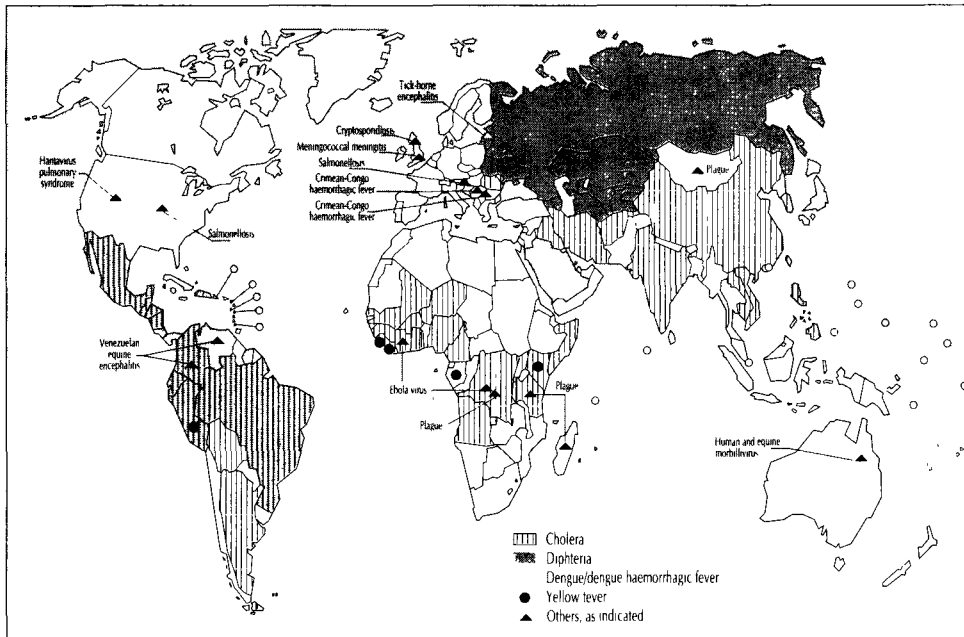 Tick-borne
encephalitis
Cryptospondiosis
Meningococcal meningitis
Salmonellosis
Crimean-Congo
haemorrhagic fever
Crimean-Congo
haemorrhagic fever
Hantavirus
pulmonary
syndrome
Salmonellosis
Plague
Venezuelan
equine
encephalitis
Ebola virus
Plague
Plague
Human and equine
morbillivirus
Cholera
Diphteria
Dengue/dengue haemorrhagic fever
Yellow fever
Others, as indicated